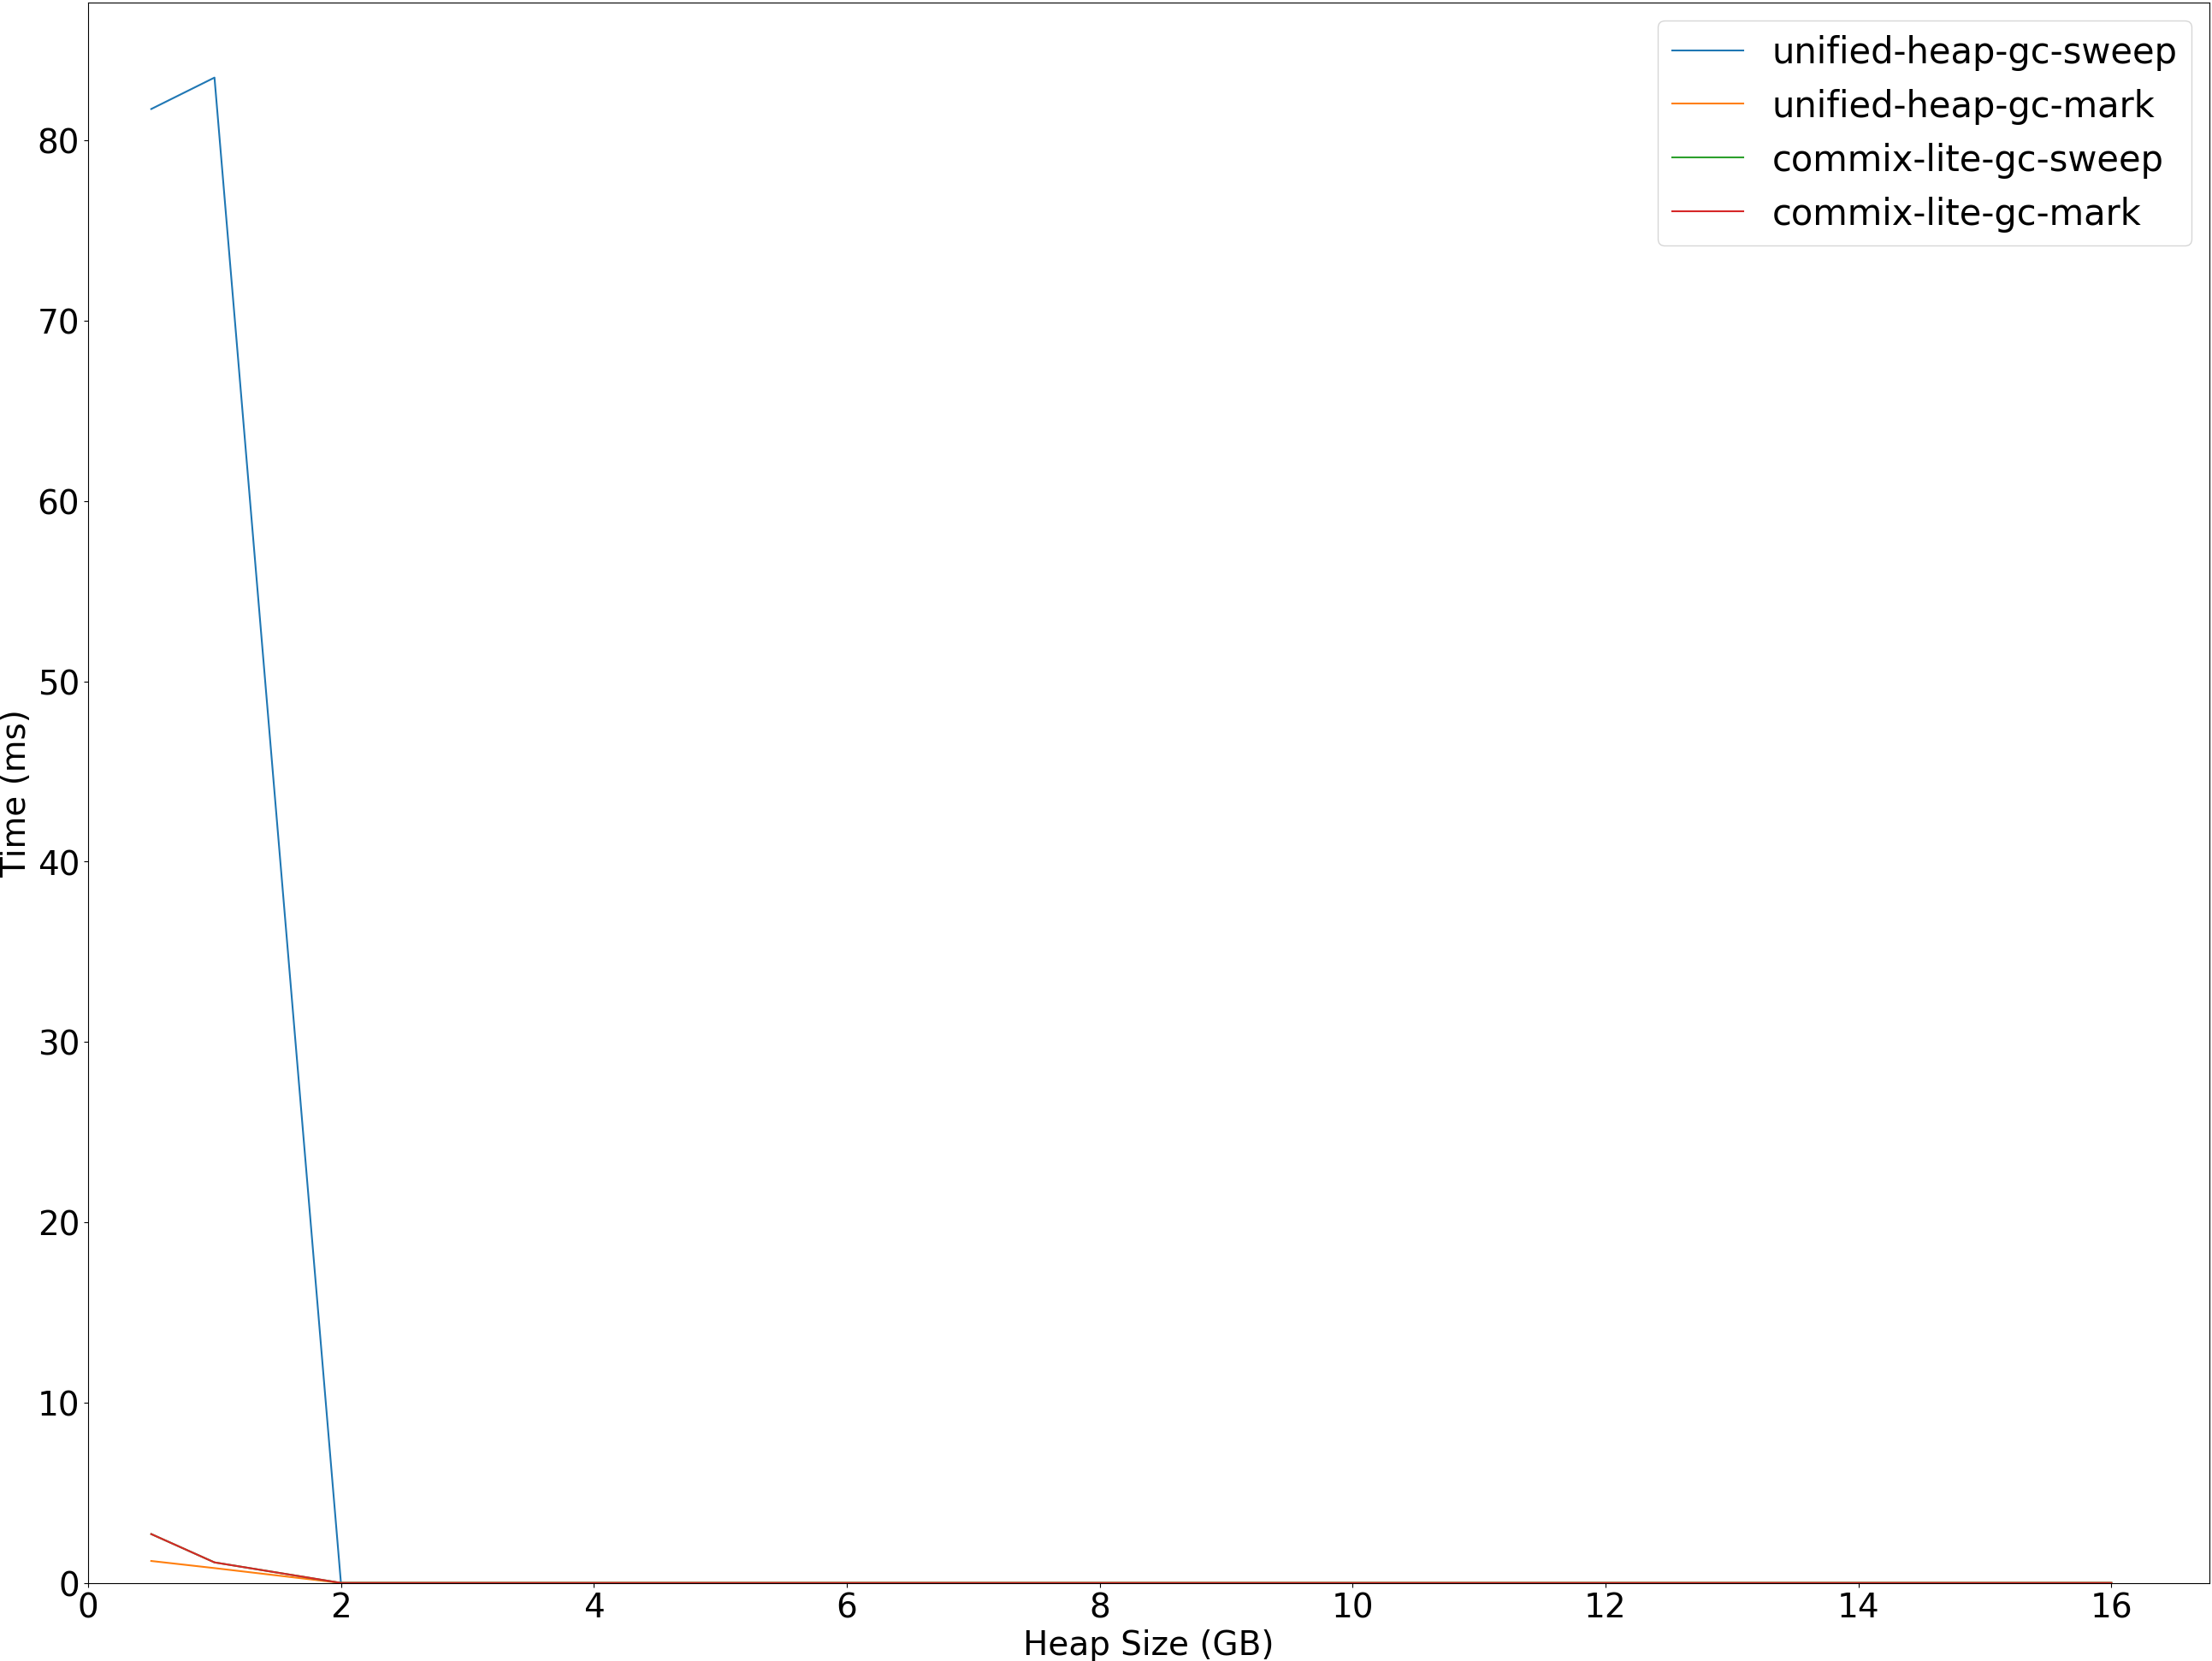 unified-heap-gc-sweep
unified-heap-gc-mark
commix-lite-gc-sweep
commix-lite-gc-mark
80
70
60
50
40
30
20
10
0
Time (ms)
0 2 4 6 8 10 12 14 16
Heap Size (GB)